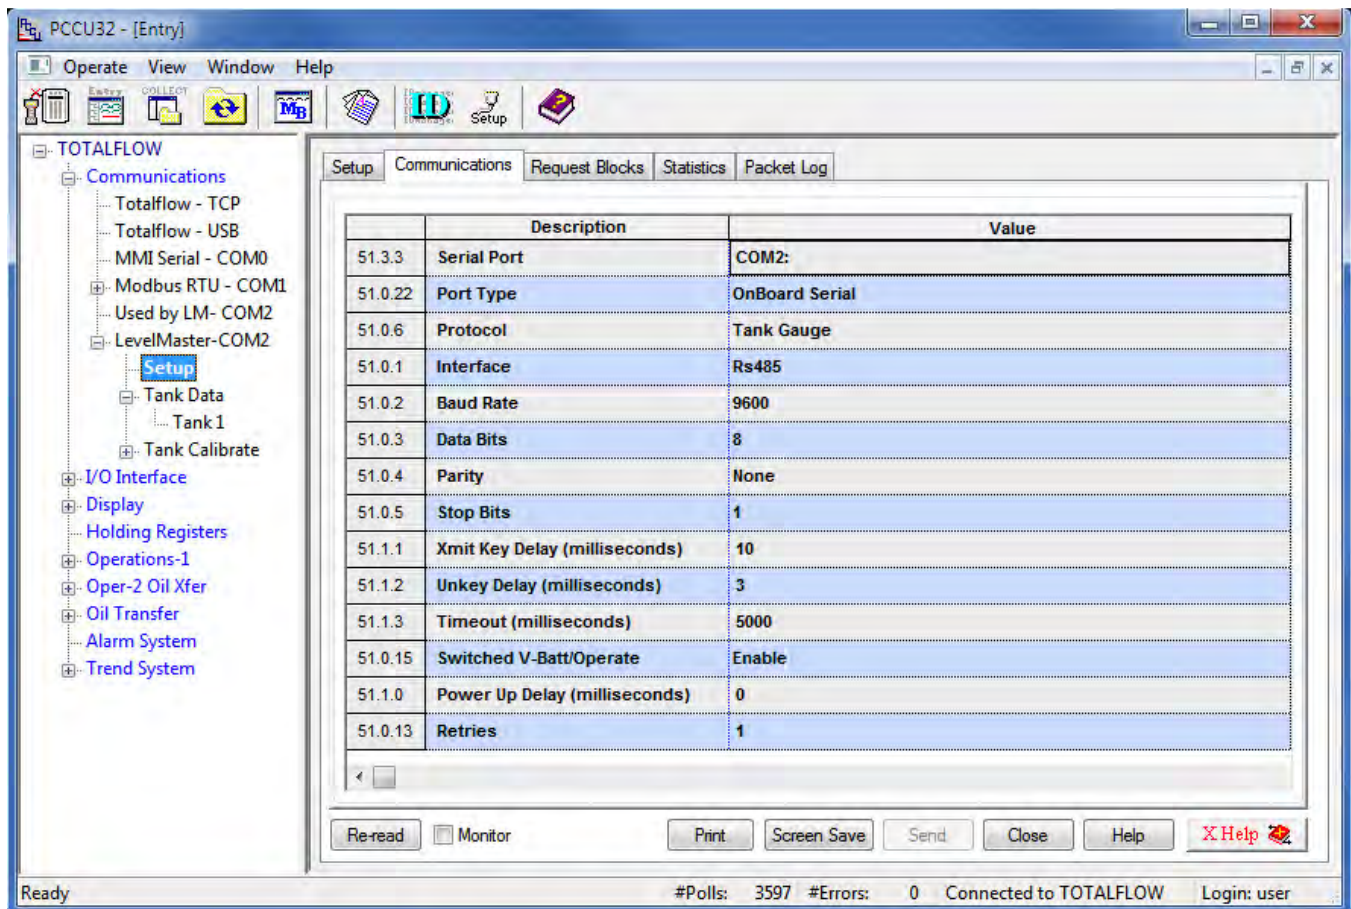 PCCU32 - [Entry]
Operate View Window Help
Entry COLLECT MB ID Setup
TOTALFLOW
Communications
Totalflow - TCP
Totalflow - USB
MMI Serial - COM0
Modbus RTU - COM1
Used by LM- COM2
LevelMaster-COM2
Setup
Tank Data
Tank 1
Tank Calibrate
I/O Interface
Display
Holding Registers
Operations-1
Oper-2 Oil Xfer
Oil Transfer
Alarm System
Trend System
Setup Communications Request Blocks Statistics Packet Log
Description Value
51.3.3 Serial Port COM2:
51.0.22 Port Type OnBoard Serial
51.0.6 Protocol Tank Gauge
51.0.1 Interface Rs485
51.0.2 Baud Rate 9600
51.0.3 Data Bits 8
51.0.4 Parity None
51.0.5 Stop Bits 1
51.1.1 Xmit Key Delay (milliseconds) 10
51.1.2 Unkey Delay (milliseconds) 3
51.1.3 Timeout (milliseconds) 5000
51.0.15 Switched V-Batt/Operate Enable
51.1.0 Power Up Delay (milliseconds) 0
51.0.13 Retries 1
Re-read Monitor Print Screen Save Send Close Help X Help
Ready #Polls: 3597 #Errors: 0 Connected to TOTALFLOW Login: user